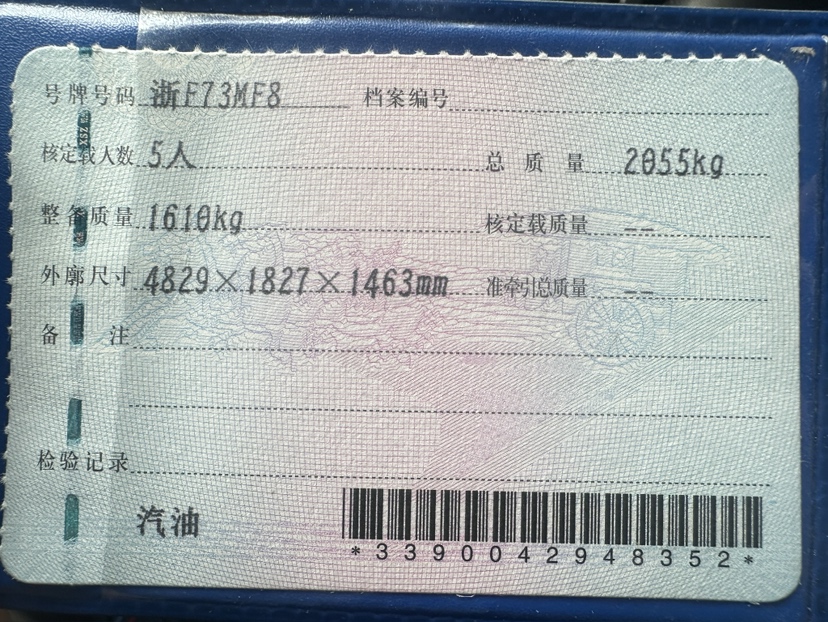 号牌号码 浙F73MF8 档案编号
核定载人数 5人 总质量 2055kg
整备质量 1610kg 核定载质量 --
外廓尺寸 4829×1827×1463mm 准牵引总质量 --
备注
检验记录
汽油
*3390042948352*